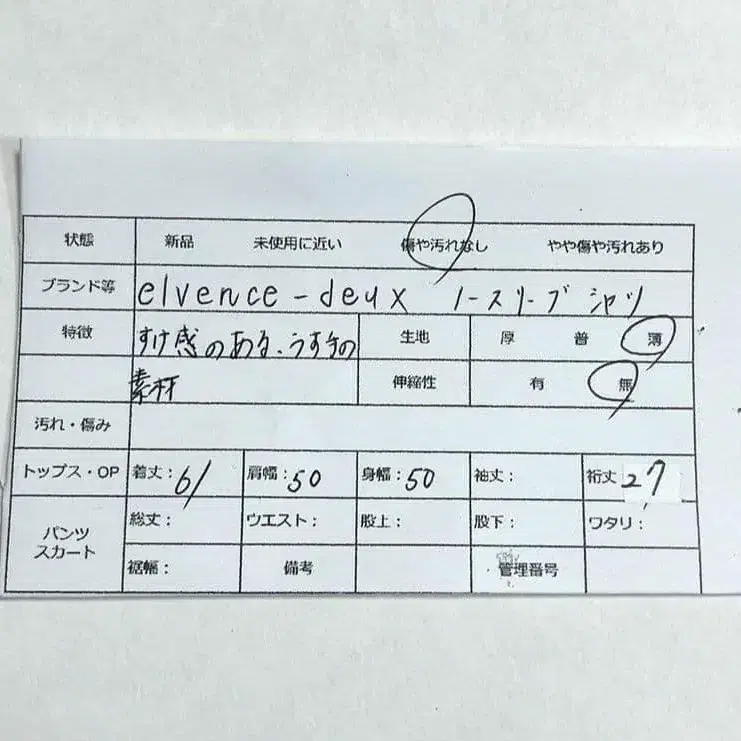 状態 新品 未使用に近い 傷や汚れなし やや傷や汚れあり
ブランド等 elvence-deux ノースリーブシャツ
特徴 すけ感のある、うす手の 生地 厚 普 薄
素材 伸縮性 有 無
汚れ・傷み
トップス・OP 着丈：61 肩幅：50 身幅：50 袖丈： 裄丈 27
パンツ スカート 総丈： ウエスト： 股上： 股下： ワタリ：
裾幅： 備考 管理番号